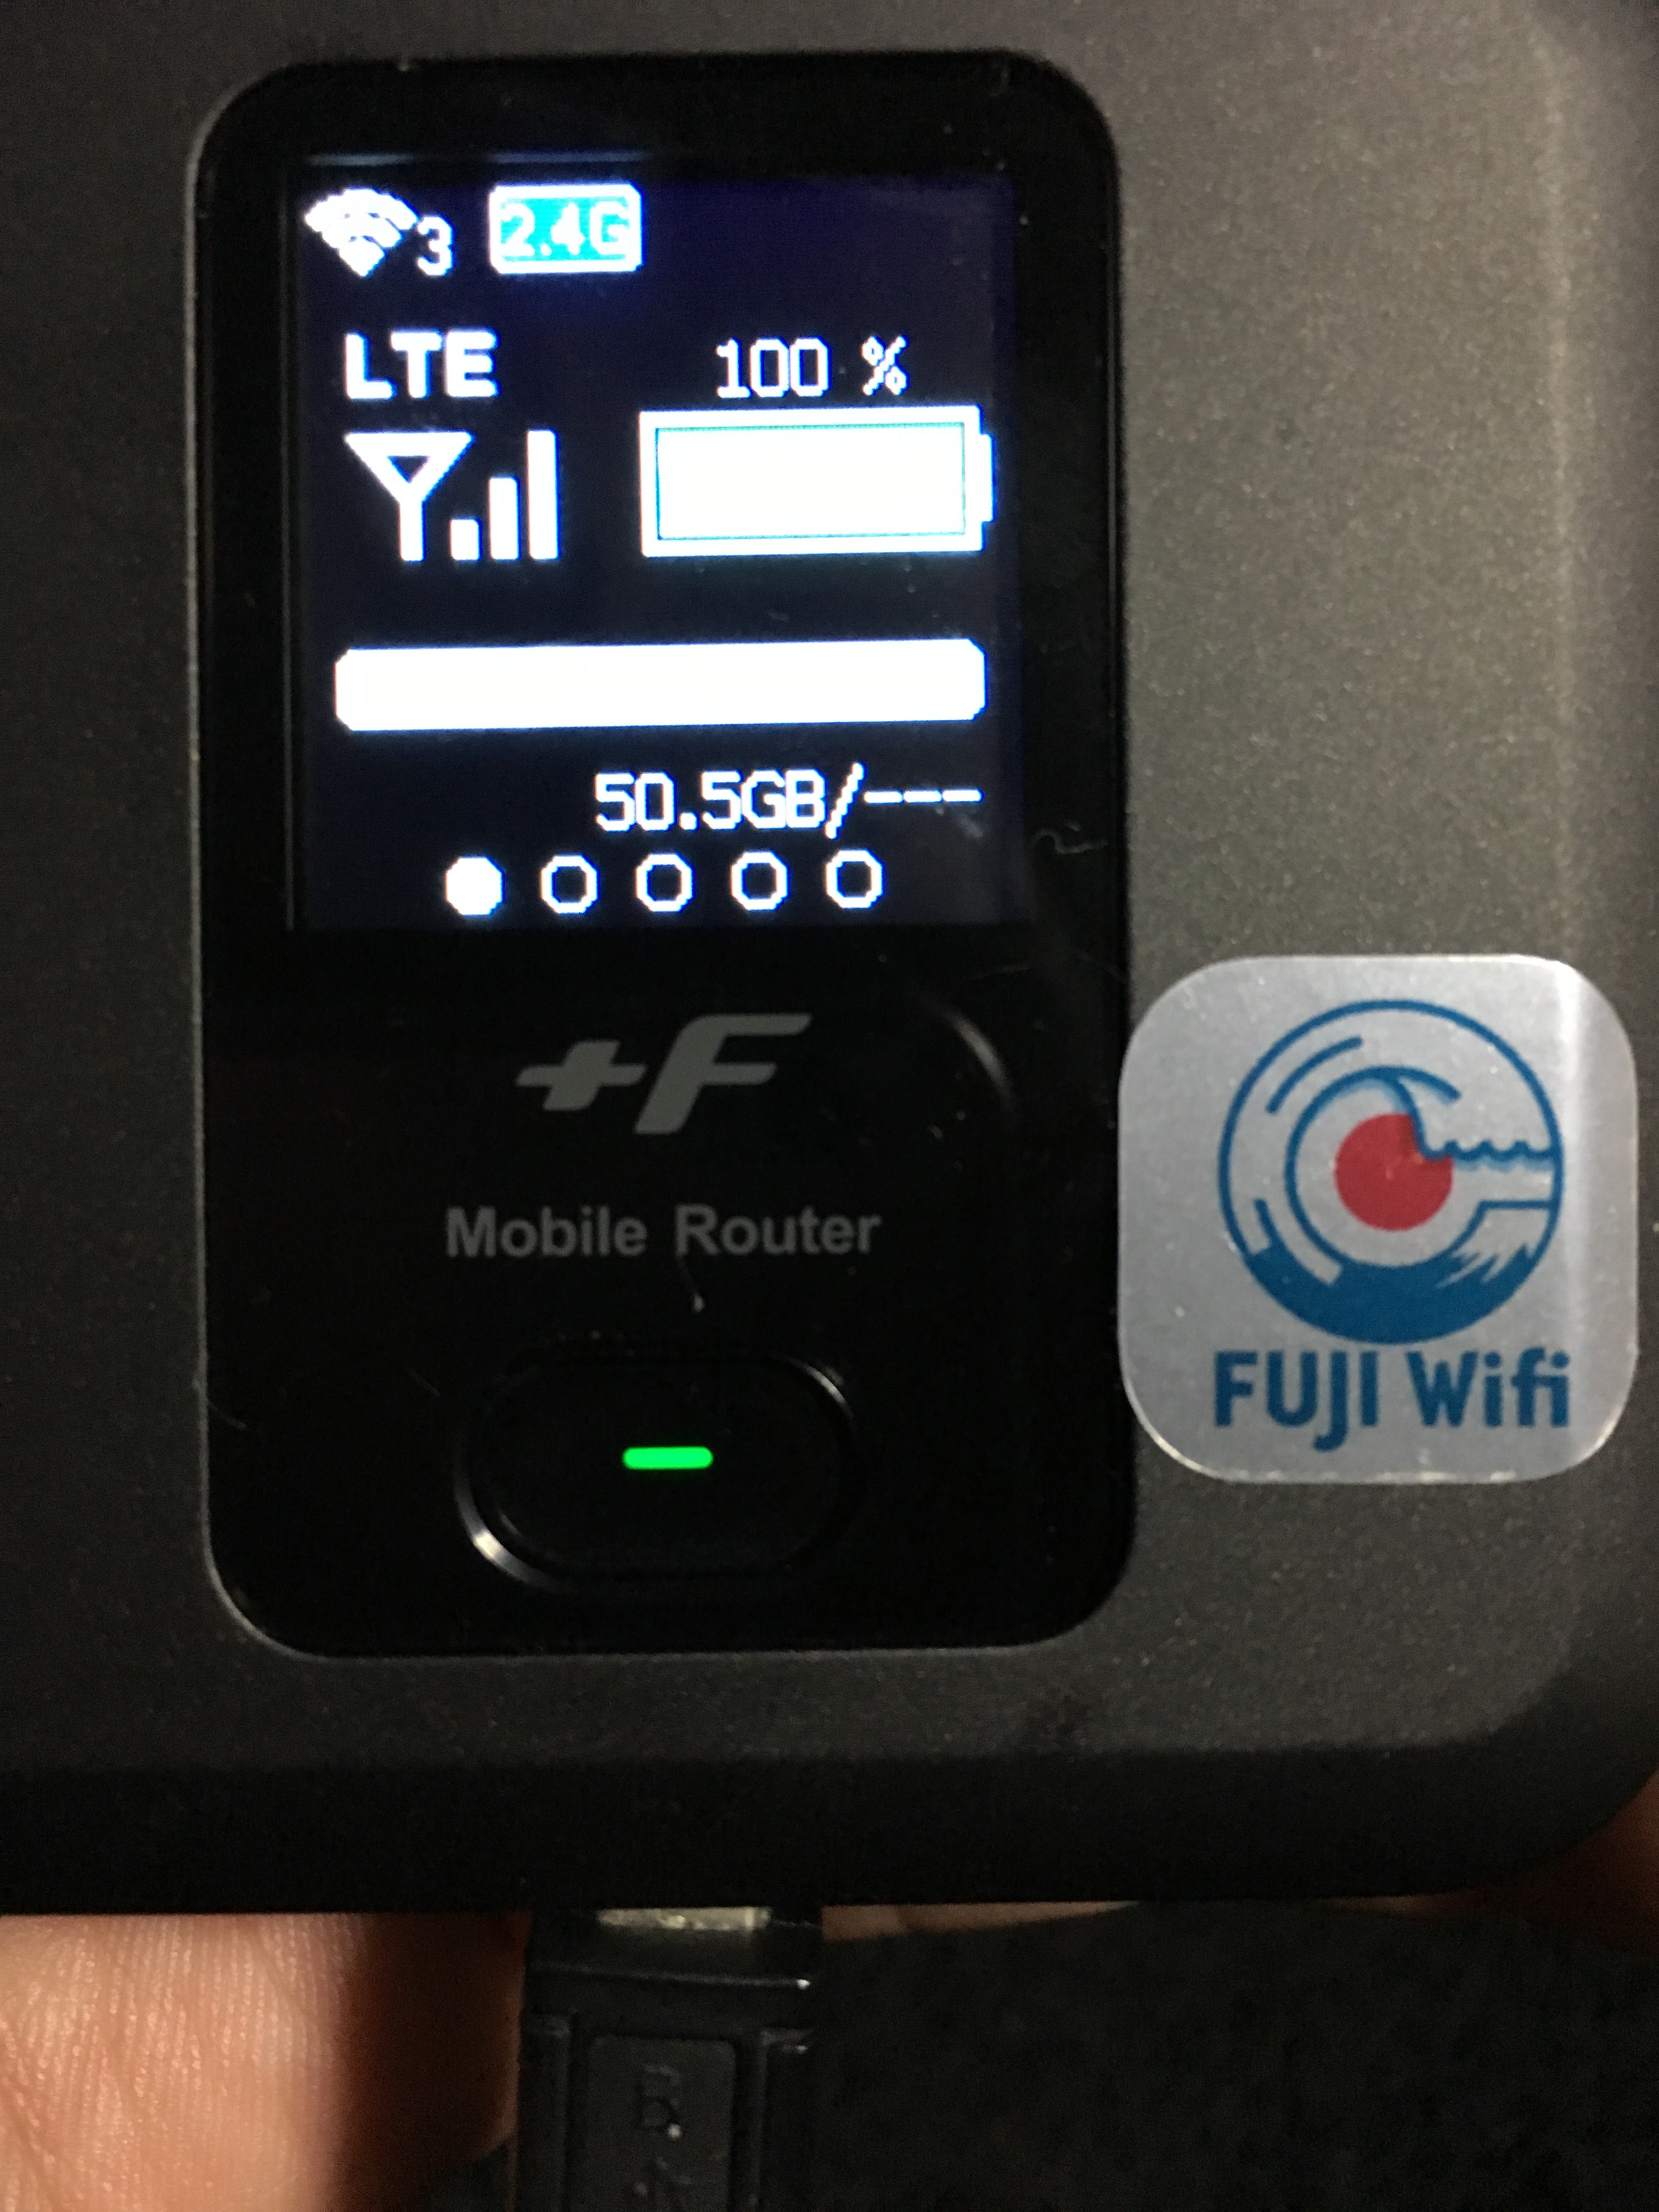 3 2.4G
LTE 100 %
50.5GB/---
+F
Mobile Router
FUJI Wifi